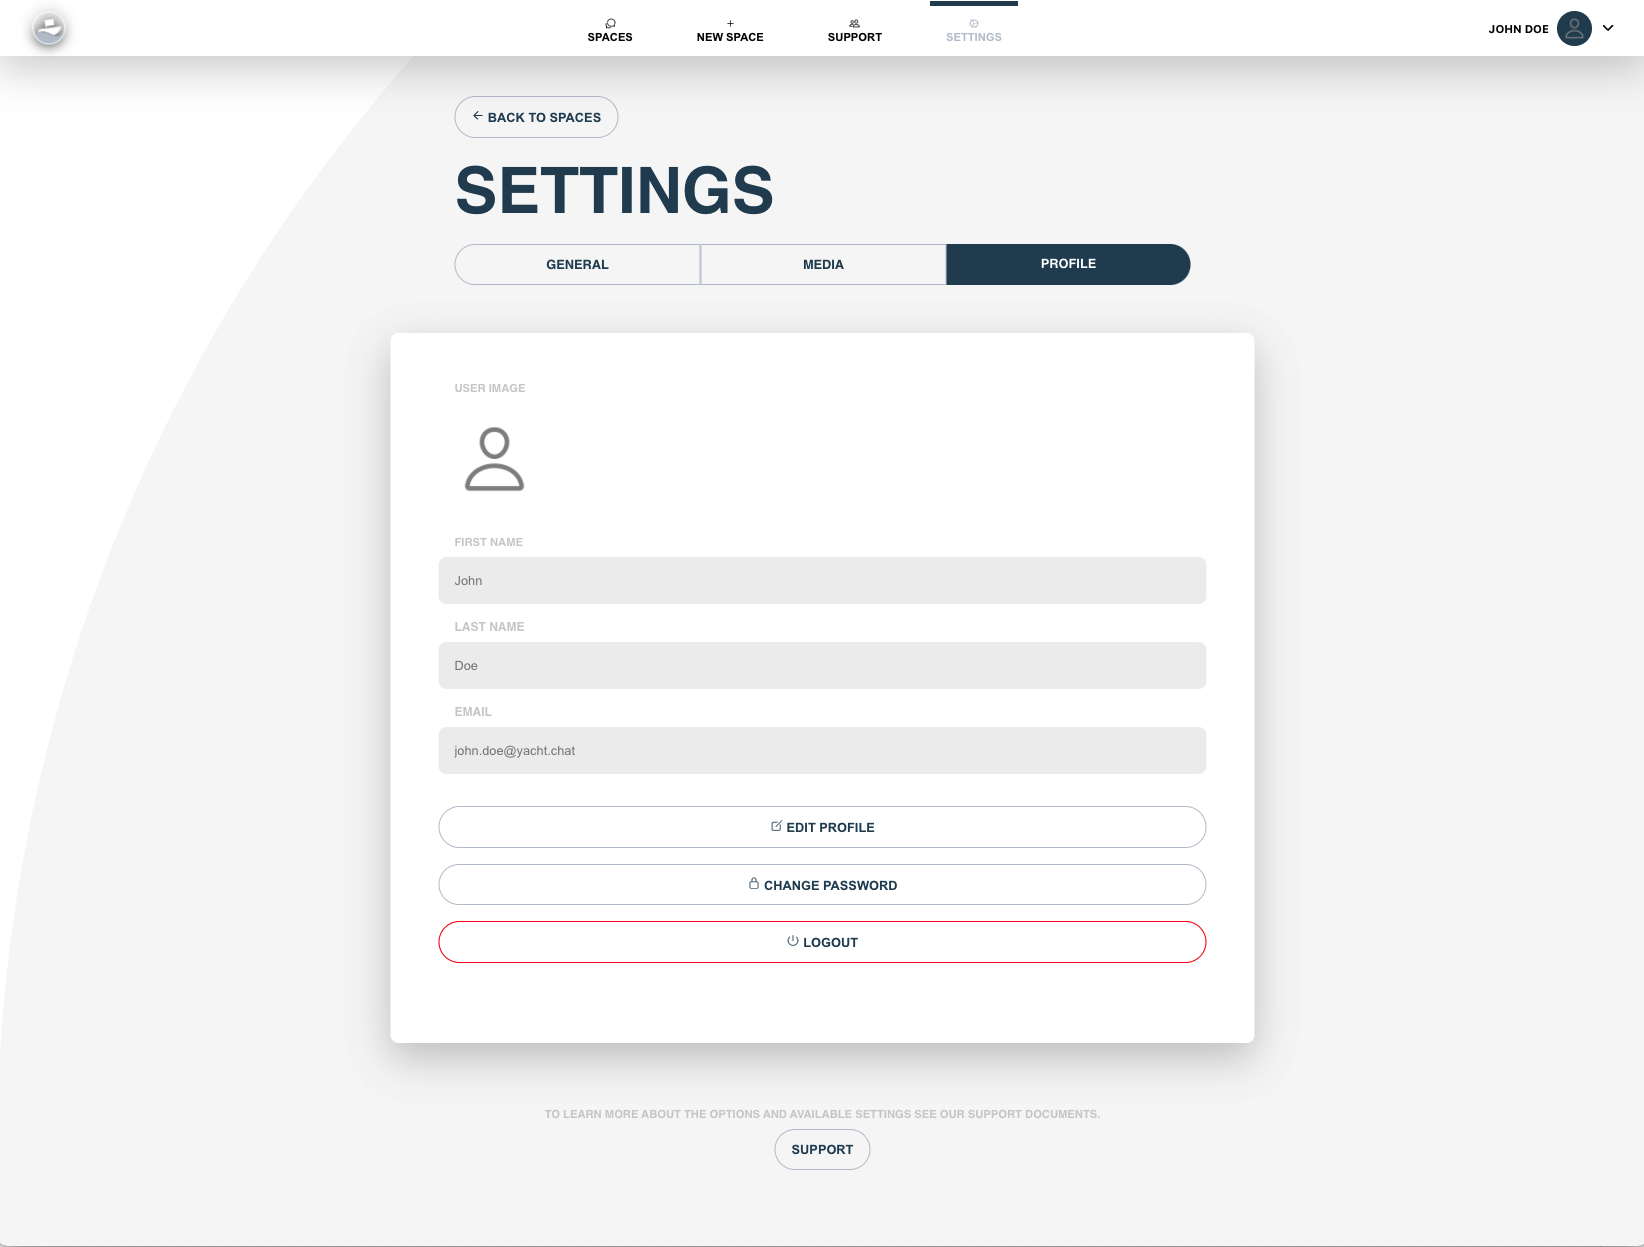 SPACES
NEW SPACE
SUPPORT
SETTINGS
JOHN DOE
BACK TO SPACES
SETTINGS
GENERAL
MEDIA
PROFILE
USER IMAGE
FIRST NAME
John
LAST NAME
Doe
EMAIL
john.doe@yacht.chat
EDIT PROFILE
CHANGE PASSWORD
LOGOUT
TO LEARN MORE ABOUT THE OPTIONS AND AVAILABLE SETTINGS SEE OUR SUPPORT DOCUMENTS.
SUPPORT